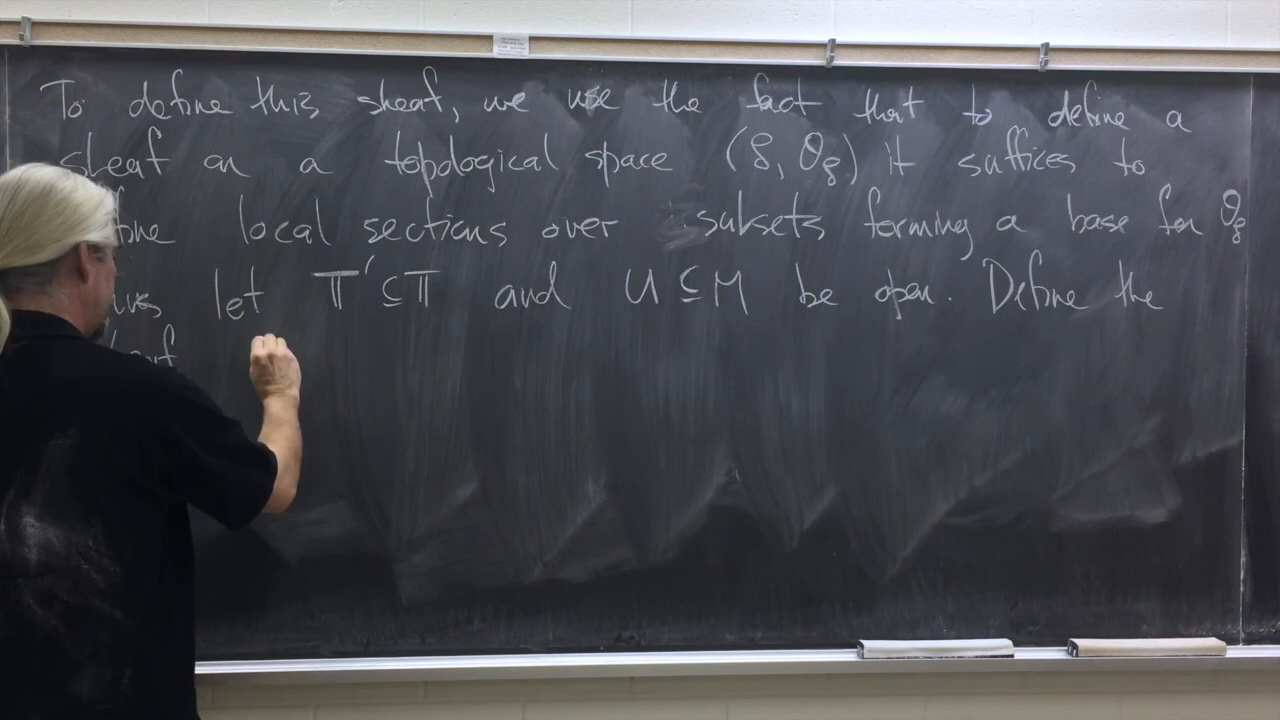 To define this sheaf, we use the fact that to define a
sheaf on a topological space (S, O_S) it suffices to
local sections over subsets forming a base for O_S
let 𝕋' ⊆ 𝕋 and U ⊆ M be open. Define the